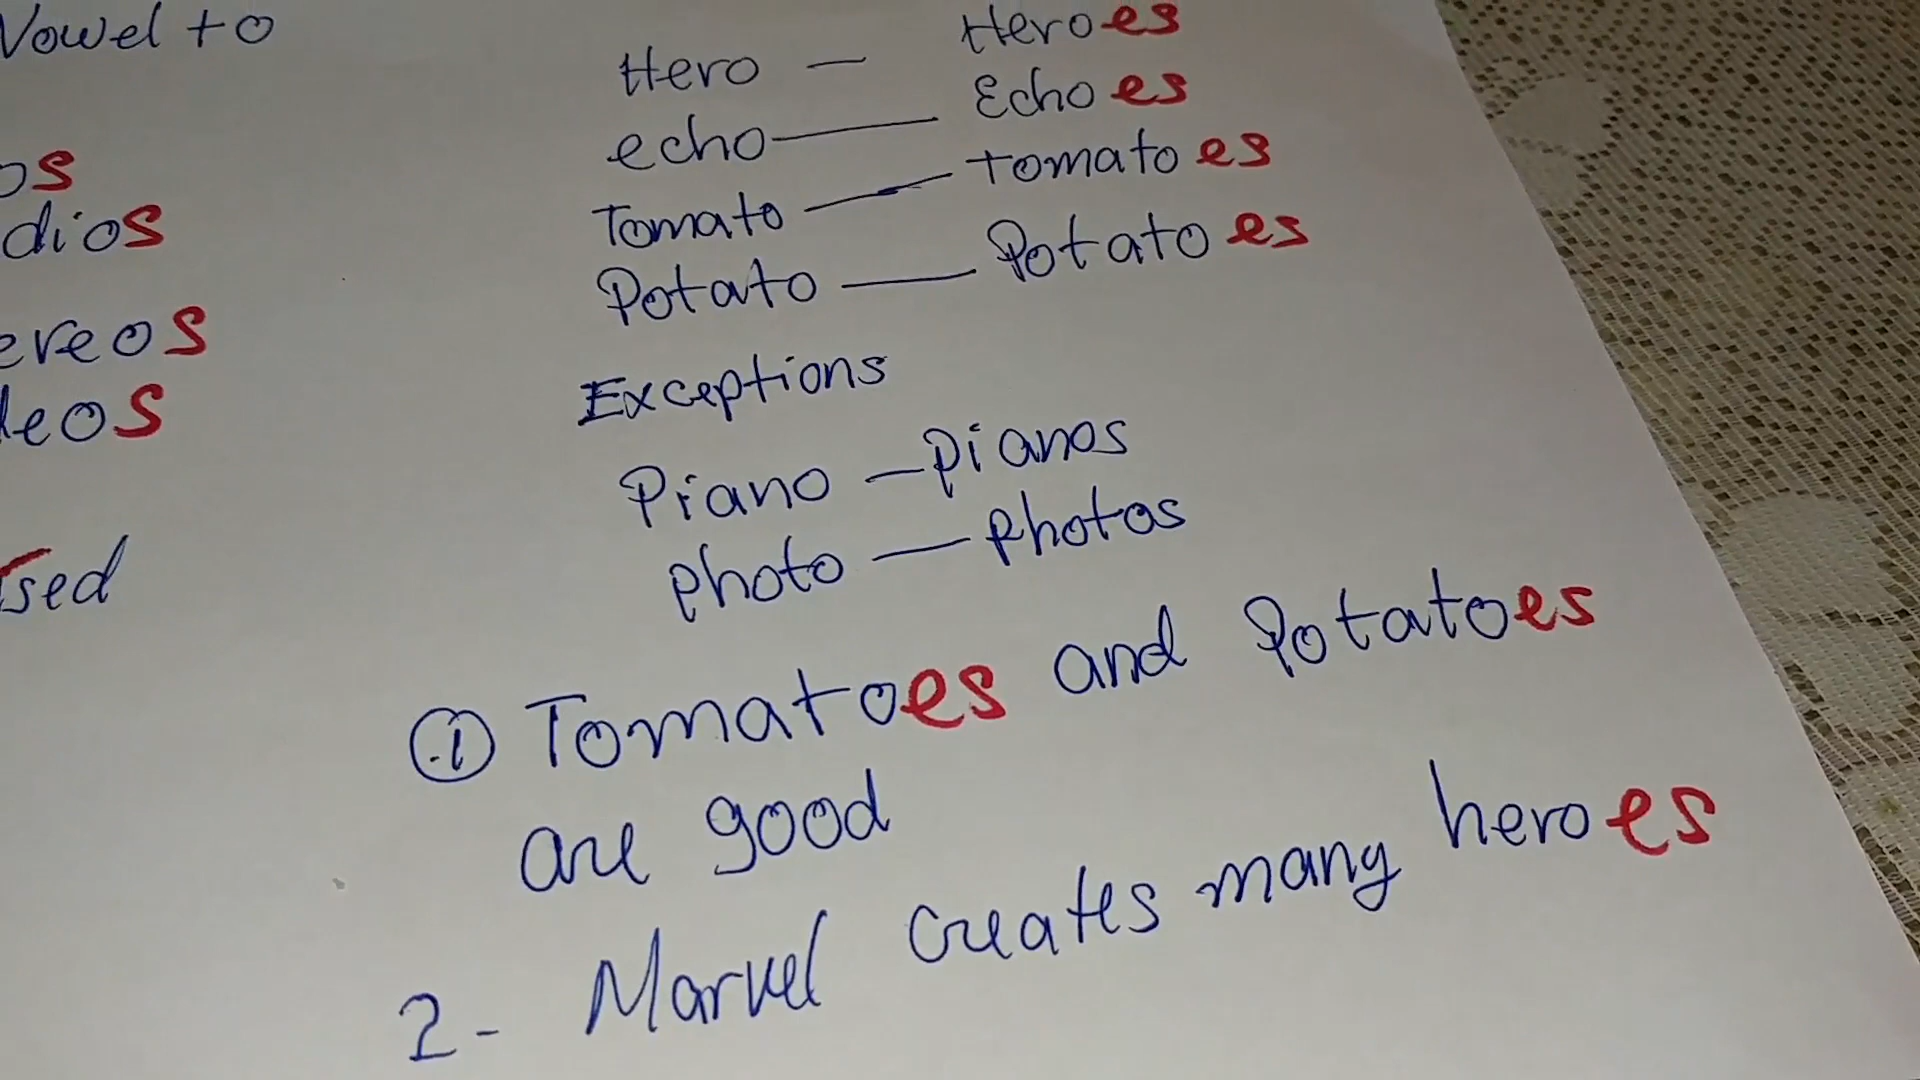 Vowel + o
os
dios
ereos
deos
sed
Hero — Heroes
echo — Echoes
Tomato — Tomatoes
Potato — Potatoes
Exceptions
Piano — pianos
photo — photos
① Tomatoes and Potatoes
are good
2- Marvel creates many heroes